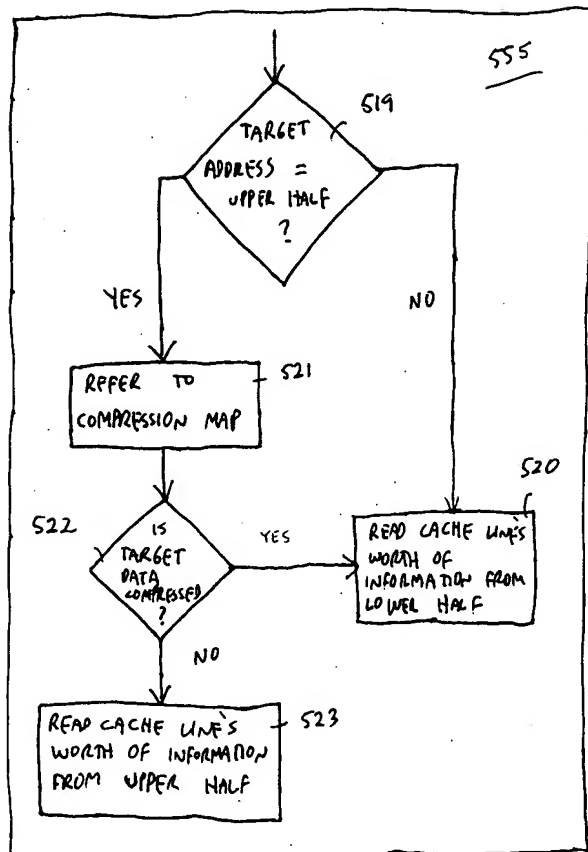 555
519
TARGET
ADDRESS =
UPPER HALF
?
YES
NO
REFER TO
COMPRESSION MAP
521
520
522
IS
TARGET
DATA
COMPRESSED
?
YES
READ CACHE LINE'S
WORTH OF
INFORMATION FROM
LOWER HALF
NO
READ CACHE LINE'S
WORTH OF INFORMATION
FROM UPPER HALF
523